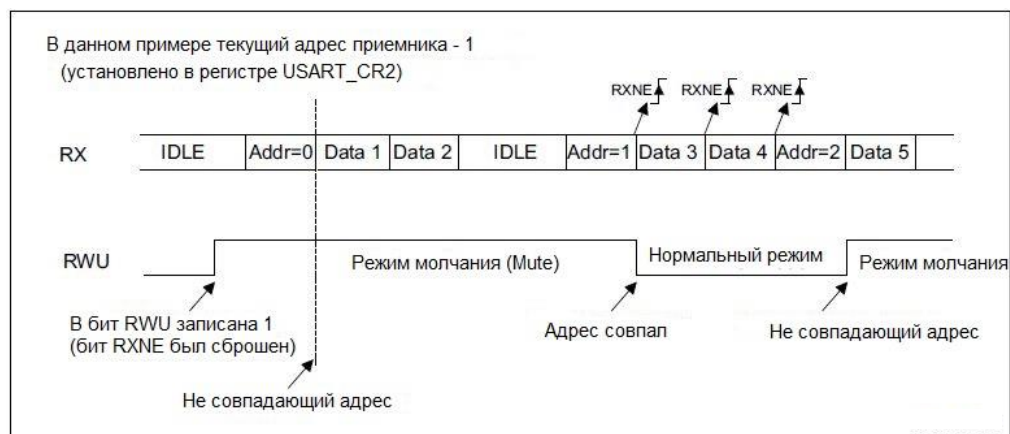 В данном примере текущий адрес приемника - 1
(установлено в регистре USART_CR2)
RXNE RXNE RXNE
RX IDLE Addr=0 Data 1 Data 2 IDLE Addr=1 Data 3 Data 4 Addr=2 Data 5
RWU Режим молчания (Mute) Нормальный режим Режим молчания
В бит RWU записана 1
(бит RXNE был сброшен)
Адрес совпал
Не совпадающий адрес
Не совпадающий адрес